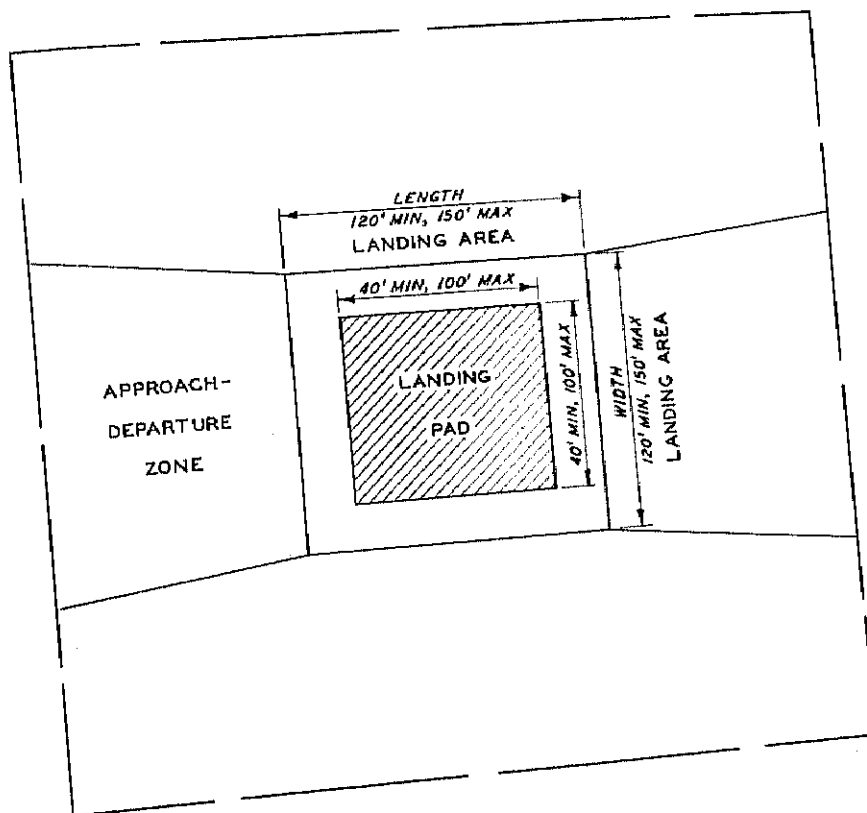 LENGTH
120' MIN, 150' MAX
LANDING AREA
40' MIN, 100' MAX
APPROACH-
DEPARTURE
ZONE
LANDING
PAD
40' MIN, 100' MAX
WIDTH
120' MIN, 150' MAX
LANDING AREA